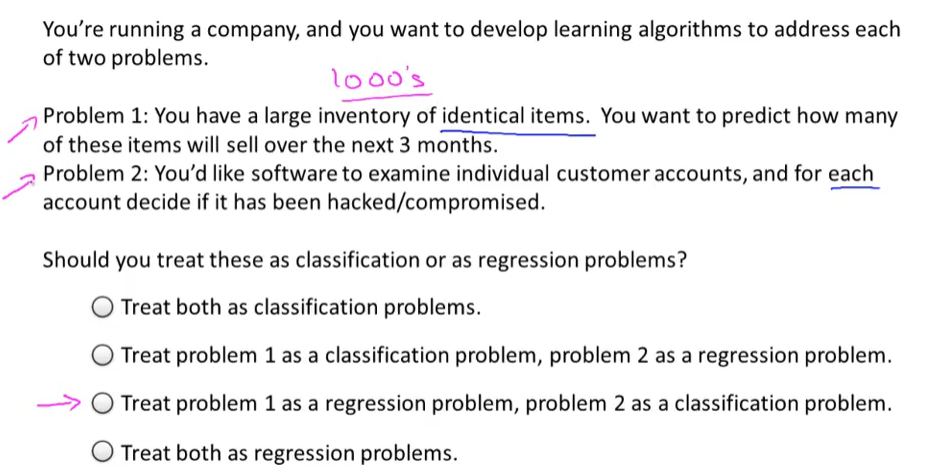 You're running a company, and you want to develop learning algorithms to address each
of two problems.
1000's
Problem 1: You have a large inventory of identical items. You want to predict how many
of these items will sell over the next 3 months.
Problem 2: You'd like software to examine individual customer accounts, and for each
account decide if it has been hacked/compromised.
Should you treat these as classification or as regression problems?
Treat both as classification problems.
Treat problem 1 as a classification problem, problem 2 as a regression problem.
Treat problem 1 as a regression problem, problem 2 as a classification problem.
Treat both as regression problems.